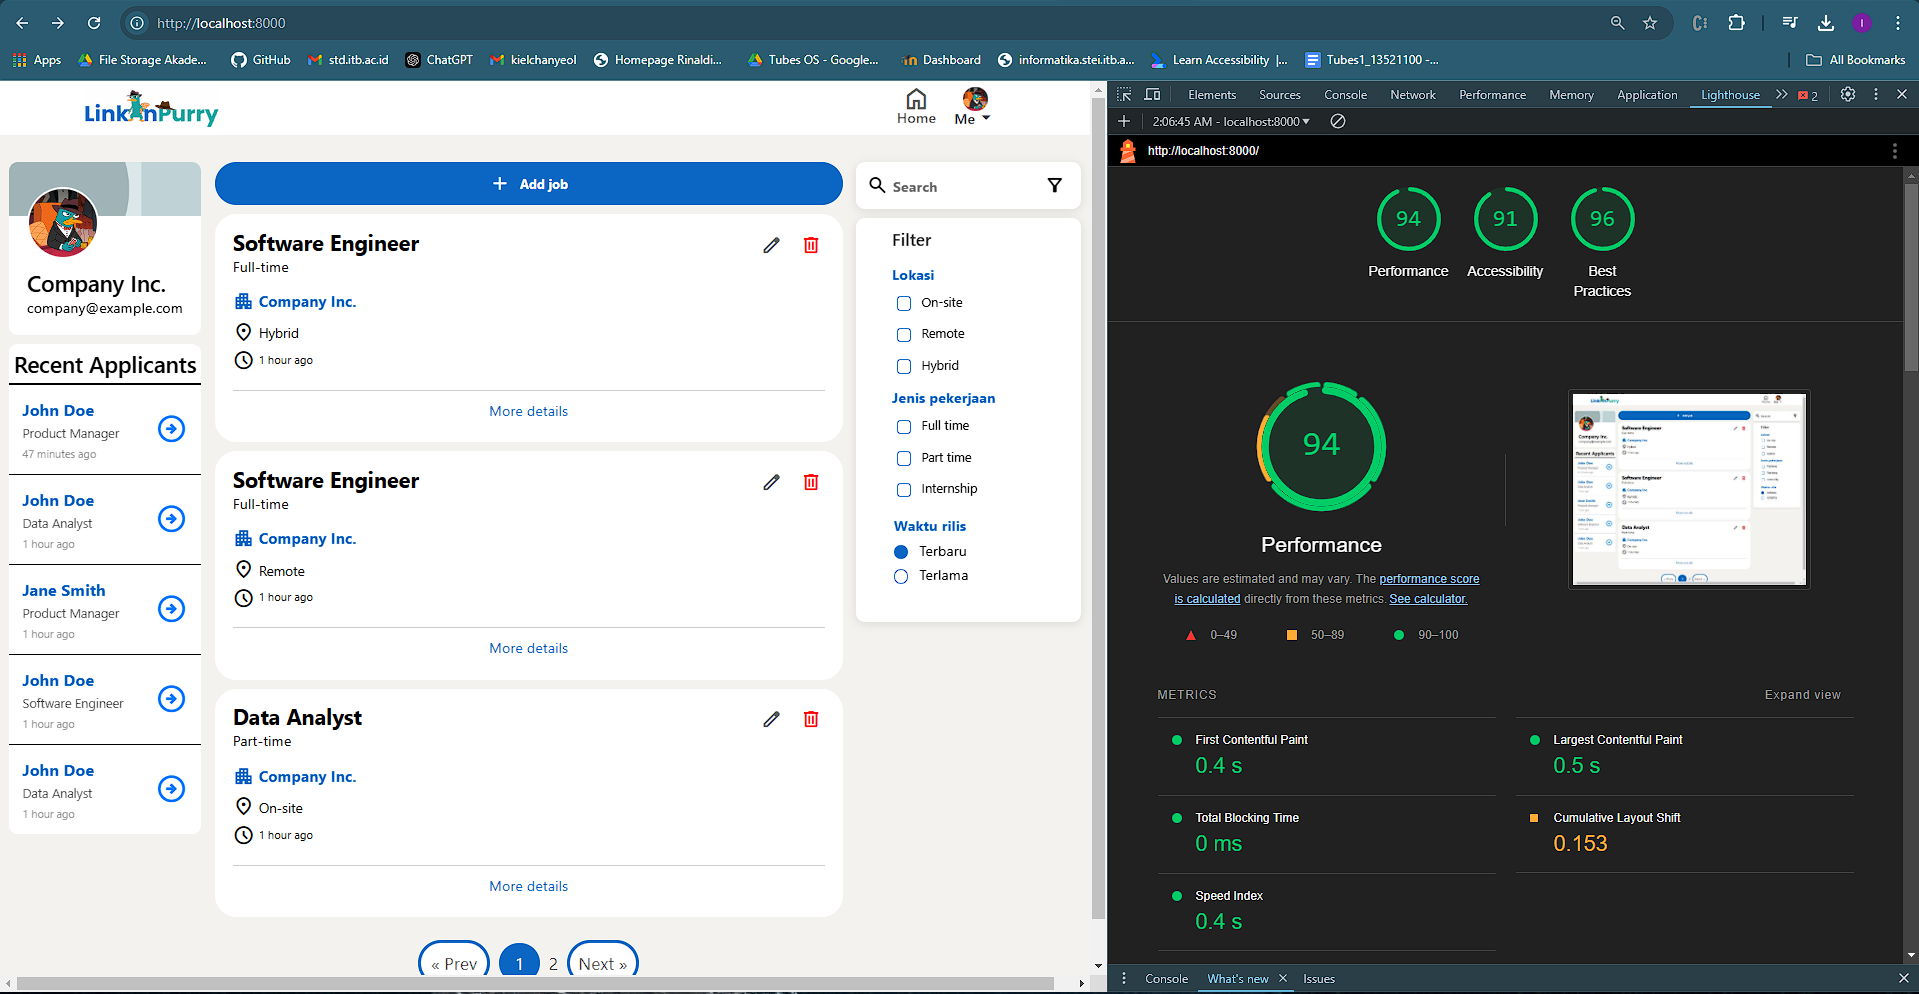 http://localhost:8000
Apps
File Storage Akade...
GitHub
std.itb.ac.id
ChatGPT
kielchanyeol
Homepage Rinaldi...
Tubes OS - Google...
Dashboard
informatika.stei.itb.a...
Learn Accessibility |...
Tubes1_13521100 -...
All Bookmarks
LinkInPurry
Home
Me
Company Inc.
company@example.com
Recent Applicants
John Doe
Product Manager
47 minutes ago
John Doe
Data Analyst
1 hour ago
Jane Smith
Product Manager
1 hour ago
John Doe
Software Engineer
1 hour ago
John Doe
Data Analyst
1 hour ago
+ Add job
Software Engineer
Full-time
Company Inc.
Hybrid
1 hour ago
More details
Software Engineer
Full-time
Company Inc.
Remote
1 hour ago
More details
Data Analyst
Part-time
Company Inc.
On-site
1 hour ago
More details
« Prev 1 2 Next »
Search
Filter
Lokasi
On-site
Remote
Hybrid
Jenis pekerjaan
Full time
Part time
Internship
Waktu rilis
Terbaru
Terlama
Elements Sources Console Network Performance Memory Application Lighthouse 2
2:06:45 AM - localhost:8000
http://localhost:8000/
94
Performance
91
Accessibility
96
Best
Practices
94
Performance
Values are estimated and may vary. The performance score
is calculated directly from these metrics. See calculator.
0–49
50–89
90–100
METRICS
Expand view
First Contentful Paint
0.4 s
Largest Contentful Paint
0.5 s
Total Blocking Time
0 ms
Cumulative Layout Shift
0.153
Speed Index
0.4 s
Console What's new Issues